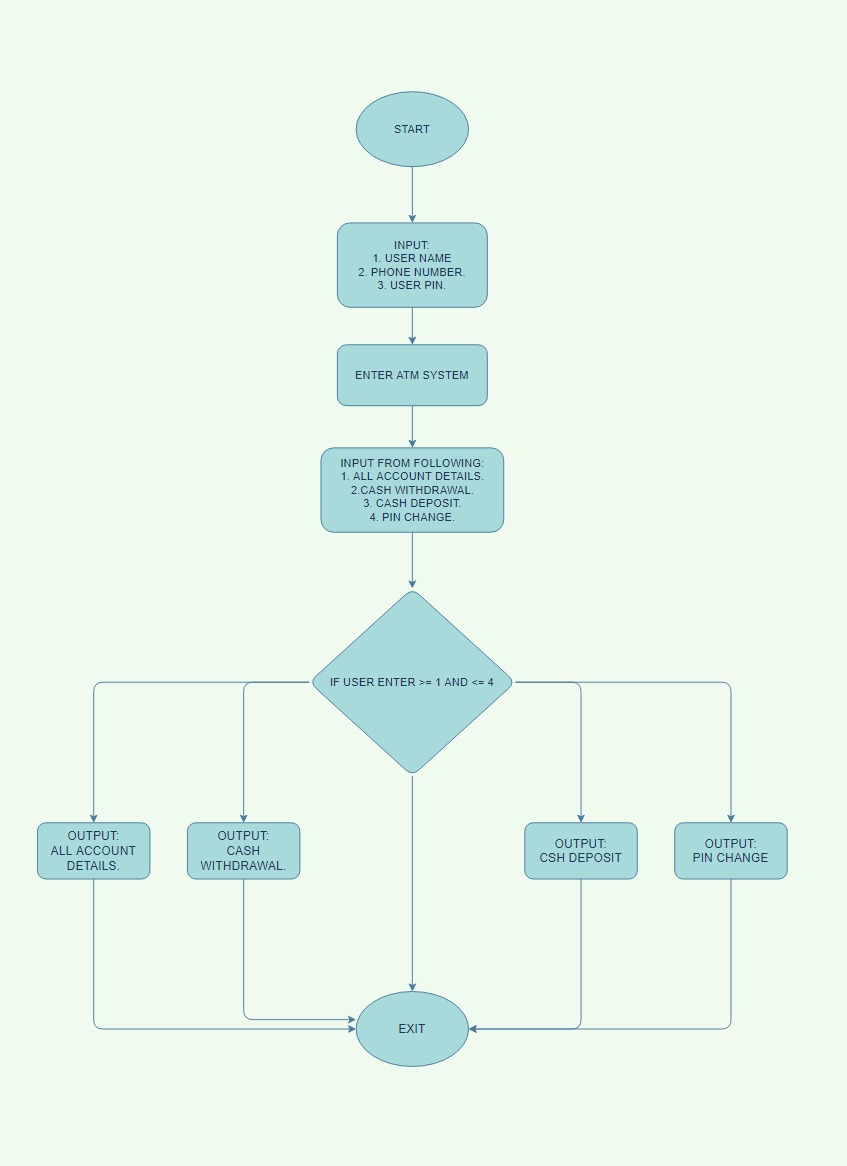 START
INPUT:
1. USER NAME
2. PHONE NUMBER.
3. USER PIN.
ENTER ATM SYSTEM
INPUT FROM FOLLOWING:
1. ALL ACCOUNT DETAILS.
2.CASH WITHDRAWAL.
3. CASH DEPOSIT.
4. PIN CHANGE.
IF USER ENTER >= 1 AND <= 4
OUTPUT:
ALL ACCOUNT
DETAILS.
OUTPUT:
CASH
WITHDRAWAL.
OUTPUT:
CSH DEPOSIT
OUTPUT:
PIN CHANGE
EXIT